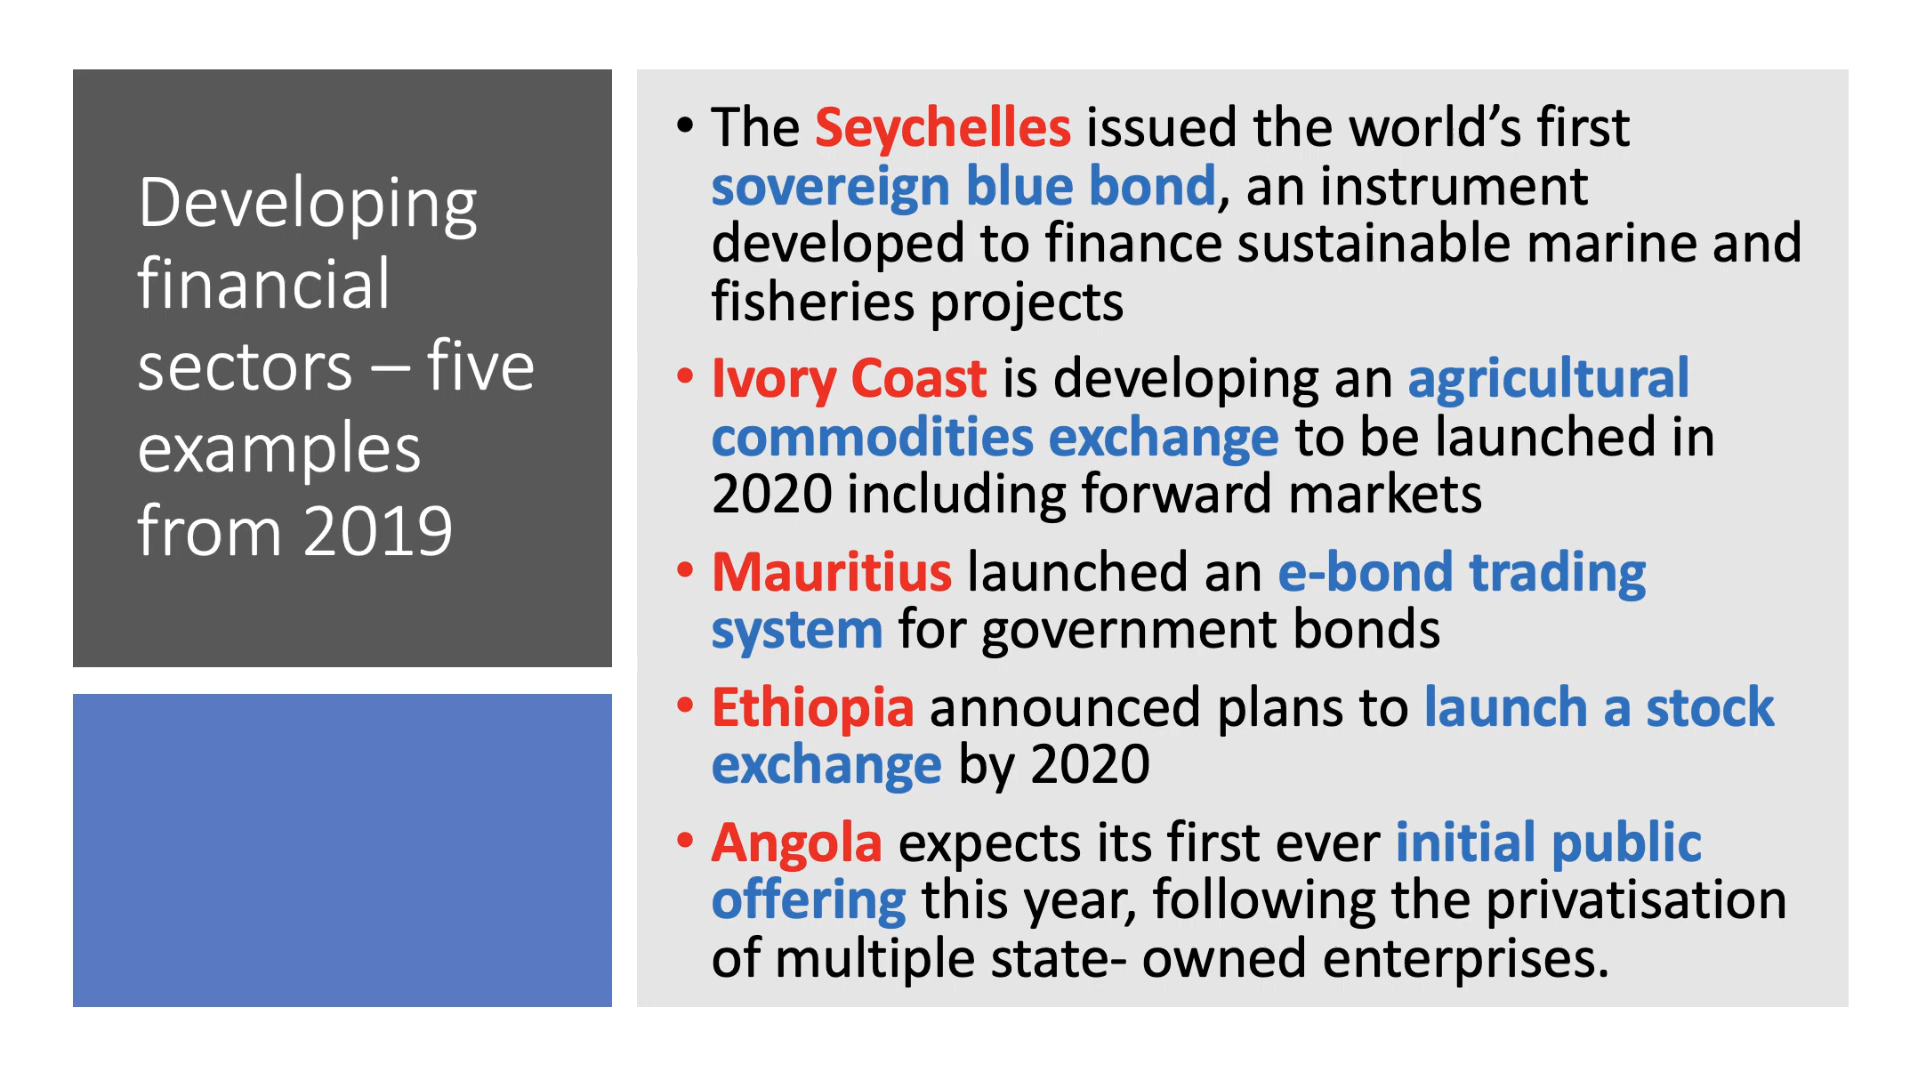 Developing
financial
sectors – five
examples
from 2019
• The Seychelles issued the world’s first
sovereign blue bond, an instrument
developed to finance sustainable marine and
fisheries projects
• Ivory Coast is developing an agricultural
commodities exchange to be launched in
2020 including forward markets
• Mauritius launched an e-bond trading
system for government bonds
• Ethiopia announced plans to launch a stock
exchange by 2020
• Angola expects its first ever initial public
offering this year, following the privatisation
of multiple state- owned enterprises.